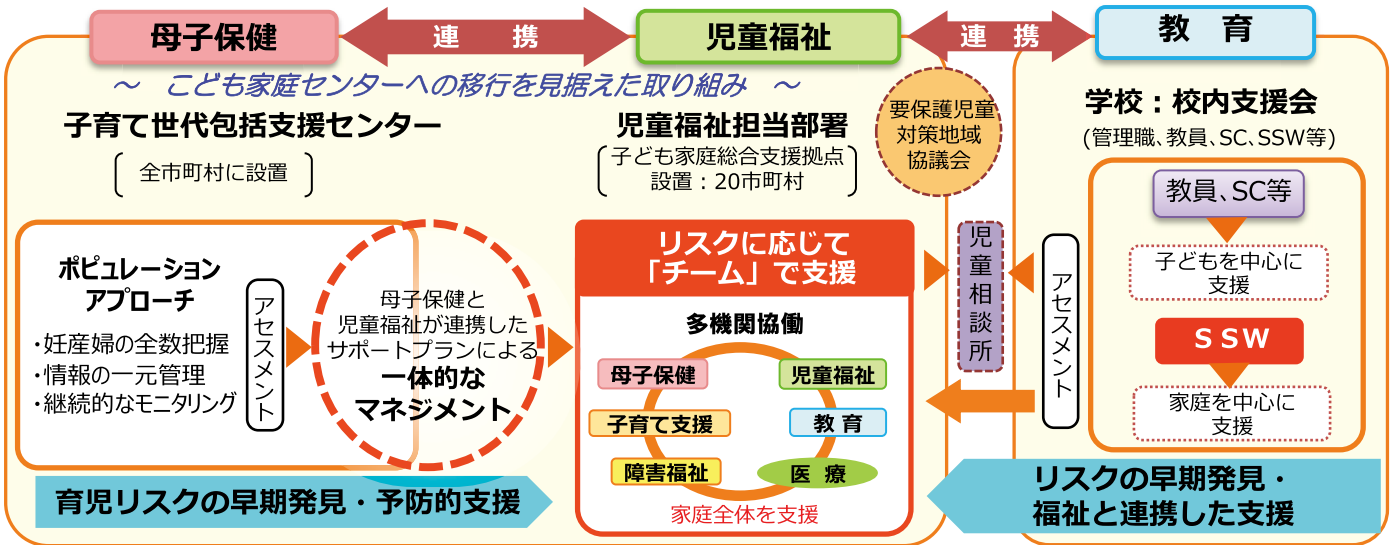 母子保健
連　携
児童福祉
連　携
教　育
～　こども家庭センターへの移行を見据えた取り組み　～
子育て世代包括支援センター
全市町村に設置
児童福祉担当部署
子ども家庭総合支援拠点
設置：20市町村
要保護児童
対策地域
協議会
学校：校内支援会
(管理職、教員、SC、SSW等)
ポピュレーション
アプローチ
・妊産婦の全数把握
・情報の一元管理
・継続的なモニタリング
アセスメント
母子保健と
児童福祉が連携した
サポートプランによる
一体的な
マネジメント
リスクに応じて
「チーム」で支援
多機関協働
母子保健
児童福祉
子育て支援
教 育
障害福祉
医 療
家庭全体を支援
児童相談所
アセスメント
教員、SC等
子どもを中心に
支援
ＳＳＷ
家庭を中心に
支援
育児リスクの早期発見・予防的支援
リスクの早期発見・
福祉と連携した支援